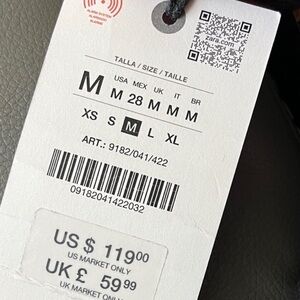 zara.com
TALLA / SIZE / TAILLE
USA MEX UK IT BR
M M 28 M M M
XS S M L XL
ART.: 9182/041/422
09182041422032
US $ 119.00
US MARKET ONLY
UK £ 59.99
UK MARKET ONLY